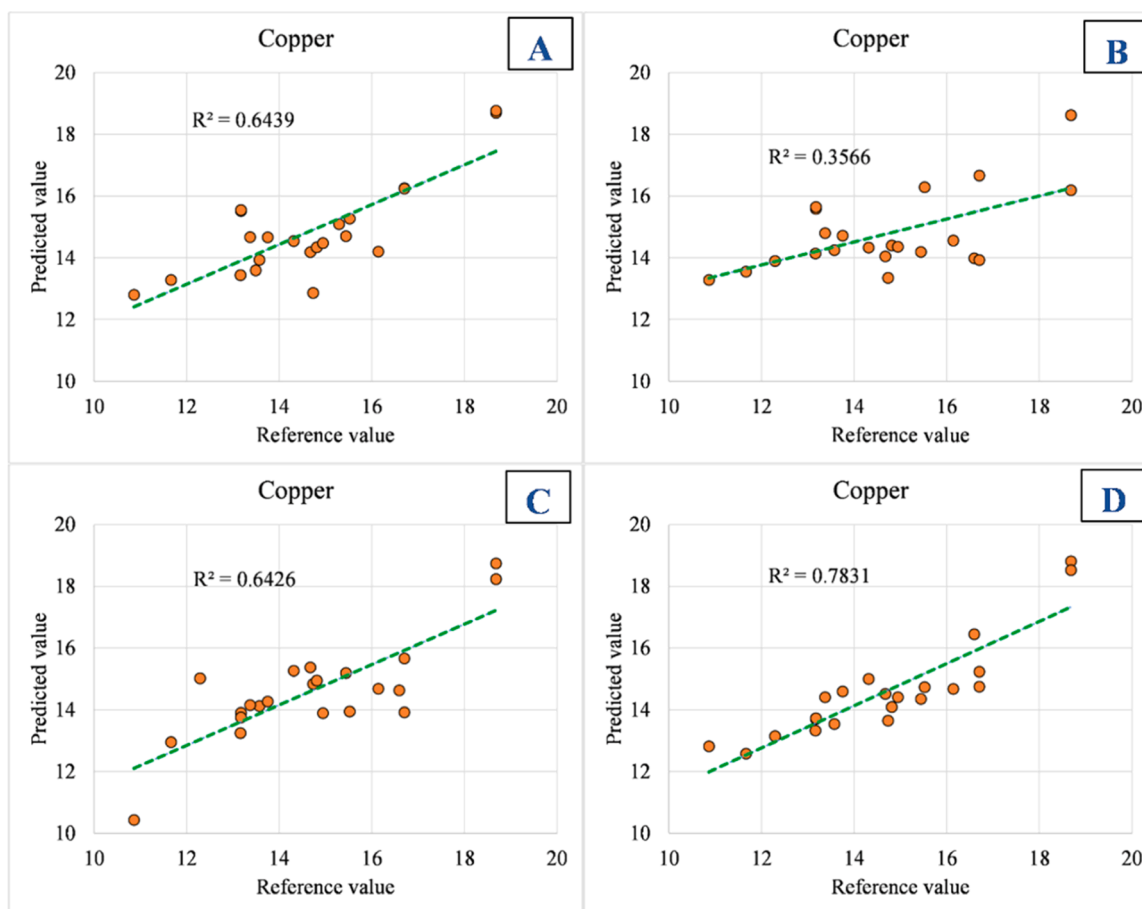 Copper
A
R² = 0.6439
Predicted value
20
18
16
14
12
10
10 12 14 16 18 20
Reference value
Copper
B
R² = 0.3566
Predicted value
20
18
16
14
12
10
10 12 14 16 18 20
Reference value
Copper
C
R² = 0.6426
Predicted value
20
18
16
14
12
10
10 12 14 16 18 20
Reference value
Copper
D
R² = 0.7831
Predicted value
20
18
16
14
12
10
10 12 14 16 18 20
Reference value